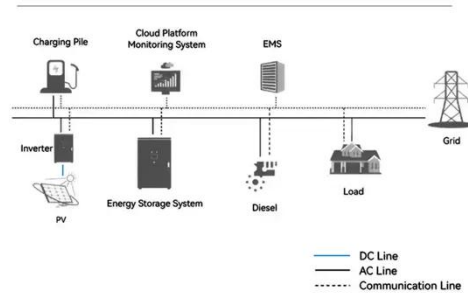 Charging Pile
Cloud Platform
Monitoring System
EMS
Grid
Inverter
PV
Energy Storage System
Diesel
Load
DC Line
AC Line
Communication Line